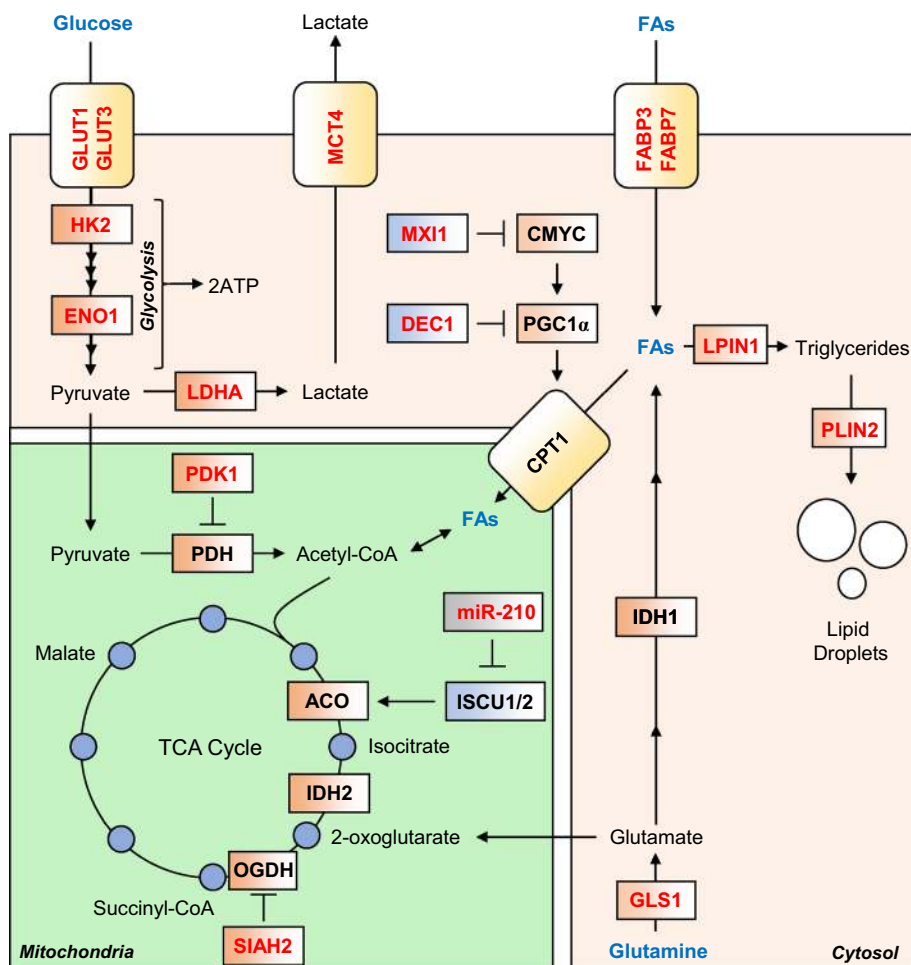 Glucose
Lactate
FAs
GLUT1
GLUT3
MCT4
FABP3
FABP7
HK2
MXI1
CMYC
Glycolysis
2ATP
ENO1
DEC1
PGC1α
FAs
LPIN1
Triglycerides
Pyruvate
LDHA
Lactate
PLIN2
CPT1
PDK1
FAs
Pyruvate
PDH
Acetyl-CoA
miR-210
IDH1
Lipid
Droplets
Malate
ACO
ISCU1/2
TCA Cycle
Isocitrate
IDH2
2-oxoglutarate
Glutamate
OGDH
Succinyl-CoA
GLS1
SIAH2
Mitochondria
Glutamine
Cytosol